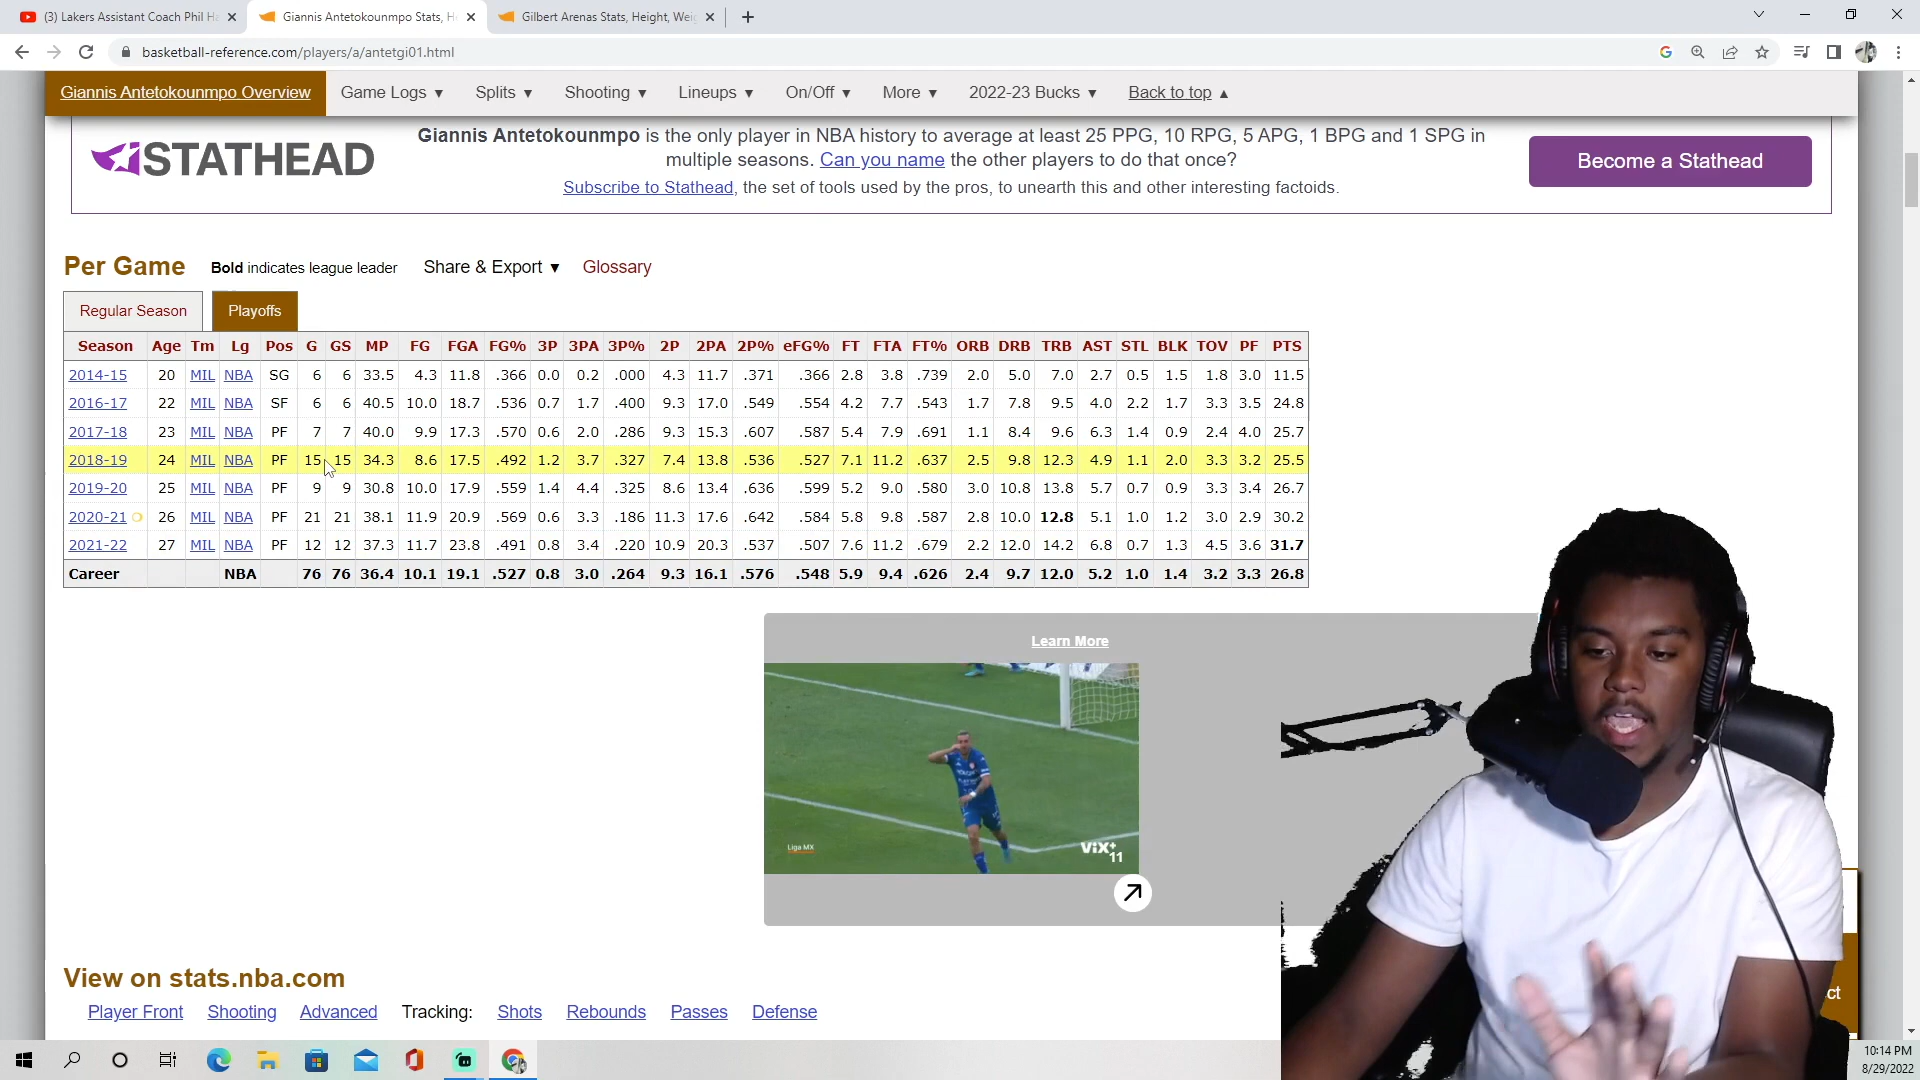 (3) Lakers Assistant Coach Phil Ha
Giannis Antetokounmpo Stats, H
Gilbert Arenas Stats, Height, Wei
basketball-reference.com/players/a/antetgi01.html
Giannis Antetokounmpo Overview Game Logs ▼ Splits ▼ Shooting ▼ Lineups ▼ On/Off ▼ More ▼ 2022-23 Bucks ▼ Back to top ▲
STATHEAD
Giannis Antetokounmpo is the only player in NBA history to average at least 25 PPG, 10 RPG, 5 APG, 1 BPG and 1 SPG in
multiple seasons. Can you name the other players to do that once?
Subscribe to Stathead, the set of tools used by the pros, to unearth this and other interesting factoids.
Become a Stathead
Per Game Bold indicates league leader Share & Export ▼ Glossary
Regular Season Playoffs
Season Age Tm Lg Pos G GS MP FG FGA FG% 3P 3PA 3P% 2P 2PA 2P% eFG% FT FTA FT% ORB DRB TRB AST STL BLK TOV PF PTS
2014-15 20 MIL NBA SG 6 6 33.5 4.3 11.8 .366 0.0 0.2 .000 4.3 11.7 .371 .366 2.8 3.8 .739 2.0 5.0 7.0 2.7 0.5 1.5 1.8 3.0 11.5
2016-17 22 MIL NBA SF 6 6 40.5 10.0 18.7 .536 0.7 1.7 .400 9.3 17.0 .549 .554 4.2 7.7 .543 1.7 7.8 9.5 4.0 2.2 1.7 3.3 3.5 24.8
2017-18 23 MIL NBA PF 7 7 40.0 9.9 17.3 .570 0.6 2.0 .286 9.3 15.3 .607 .587 5.4 7.9 .691 1.1 8.4 9.6 6.3 1.4 0.9 2.4 4.0 25.7
2018-19 24 MIL NBA PF 15 15 34.3 8.6 17.5 .492 1.2 3.7 .327 7.4 13.8 .536 .527 7.1 11.2 .637 2.5 9.8 12.3 4.9 1.1 2.0 3.3 3.2 25.5
2019-20 25 MIL NBA PF 9 9 30.8 10.0 17.9 .559 1.4 4.4 .325 8.6 13.4 .636 .599 5.2 9.0 .580 3.0 10.8 13.8 5.7 0.7 0.9 3.3 3.4 26.7
2020-21 26 MIL NBA PF 21 21 38.1 11.9 20.9 .569 0.6 3.3 .186 11.3 17.6 .642 .584 5.8 9.8 .587 2.8 10.0 12.8 5.1 1.0 1.2 3.0 2.9 30.2
2021-22 27 MIL NBA PF 12 12 37.3 11.7 23.8 .491 0.8 3.4 .220 10.9 20.3 .537 .507 7.6 11.2 .679 2.2 12.0 14.2 6.8 0.7 1.3 4.5 3.6 31.7
Career NBA 76 76 36.4 10.1 19.1 .527 0.8 3.0 .264 9.3 16.1 .576 .548 5.9 9.4 .626 2.4 9.7 12.0 5.2 1.0 1.4 3.2 3.3 26.8
Learn More
Liga MX
ViX+
11
View on stats.nba.com
Player Front Shooting Advanced Tracking: Shots Rebounds Passes Defense
ct
10:14 PM
8/29/2022